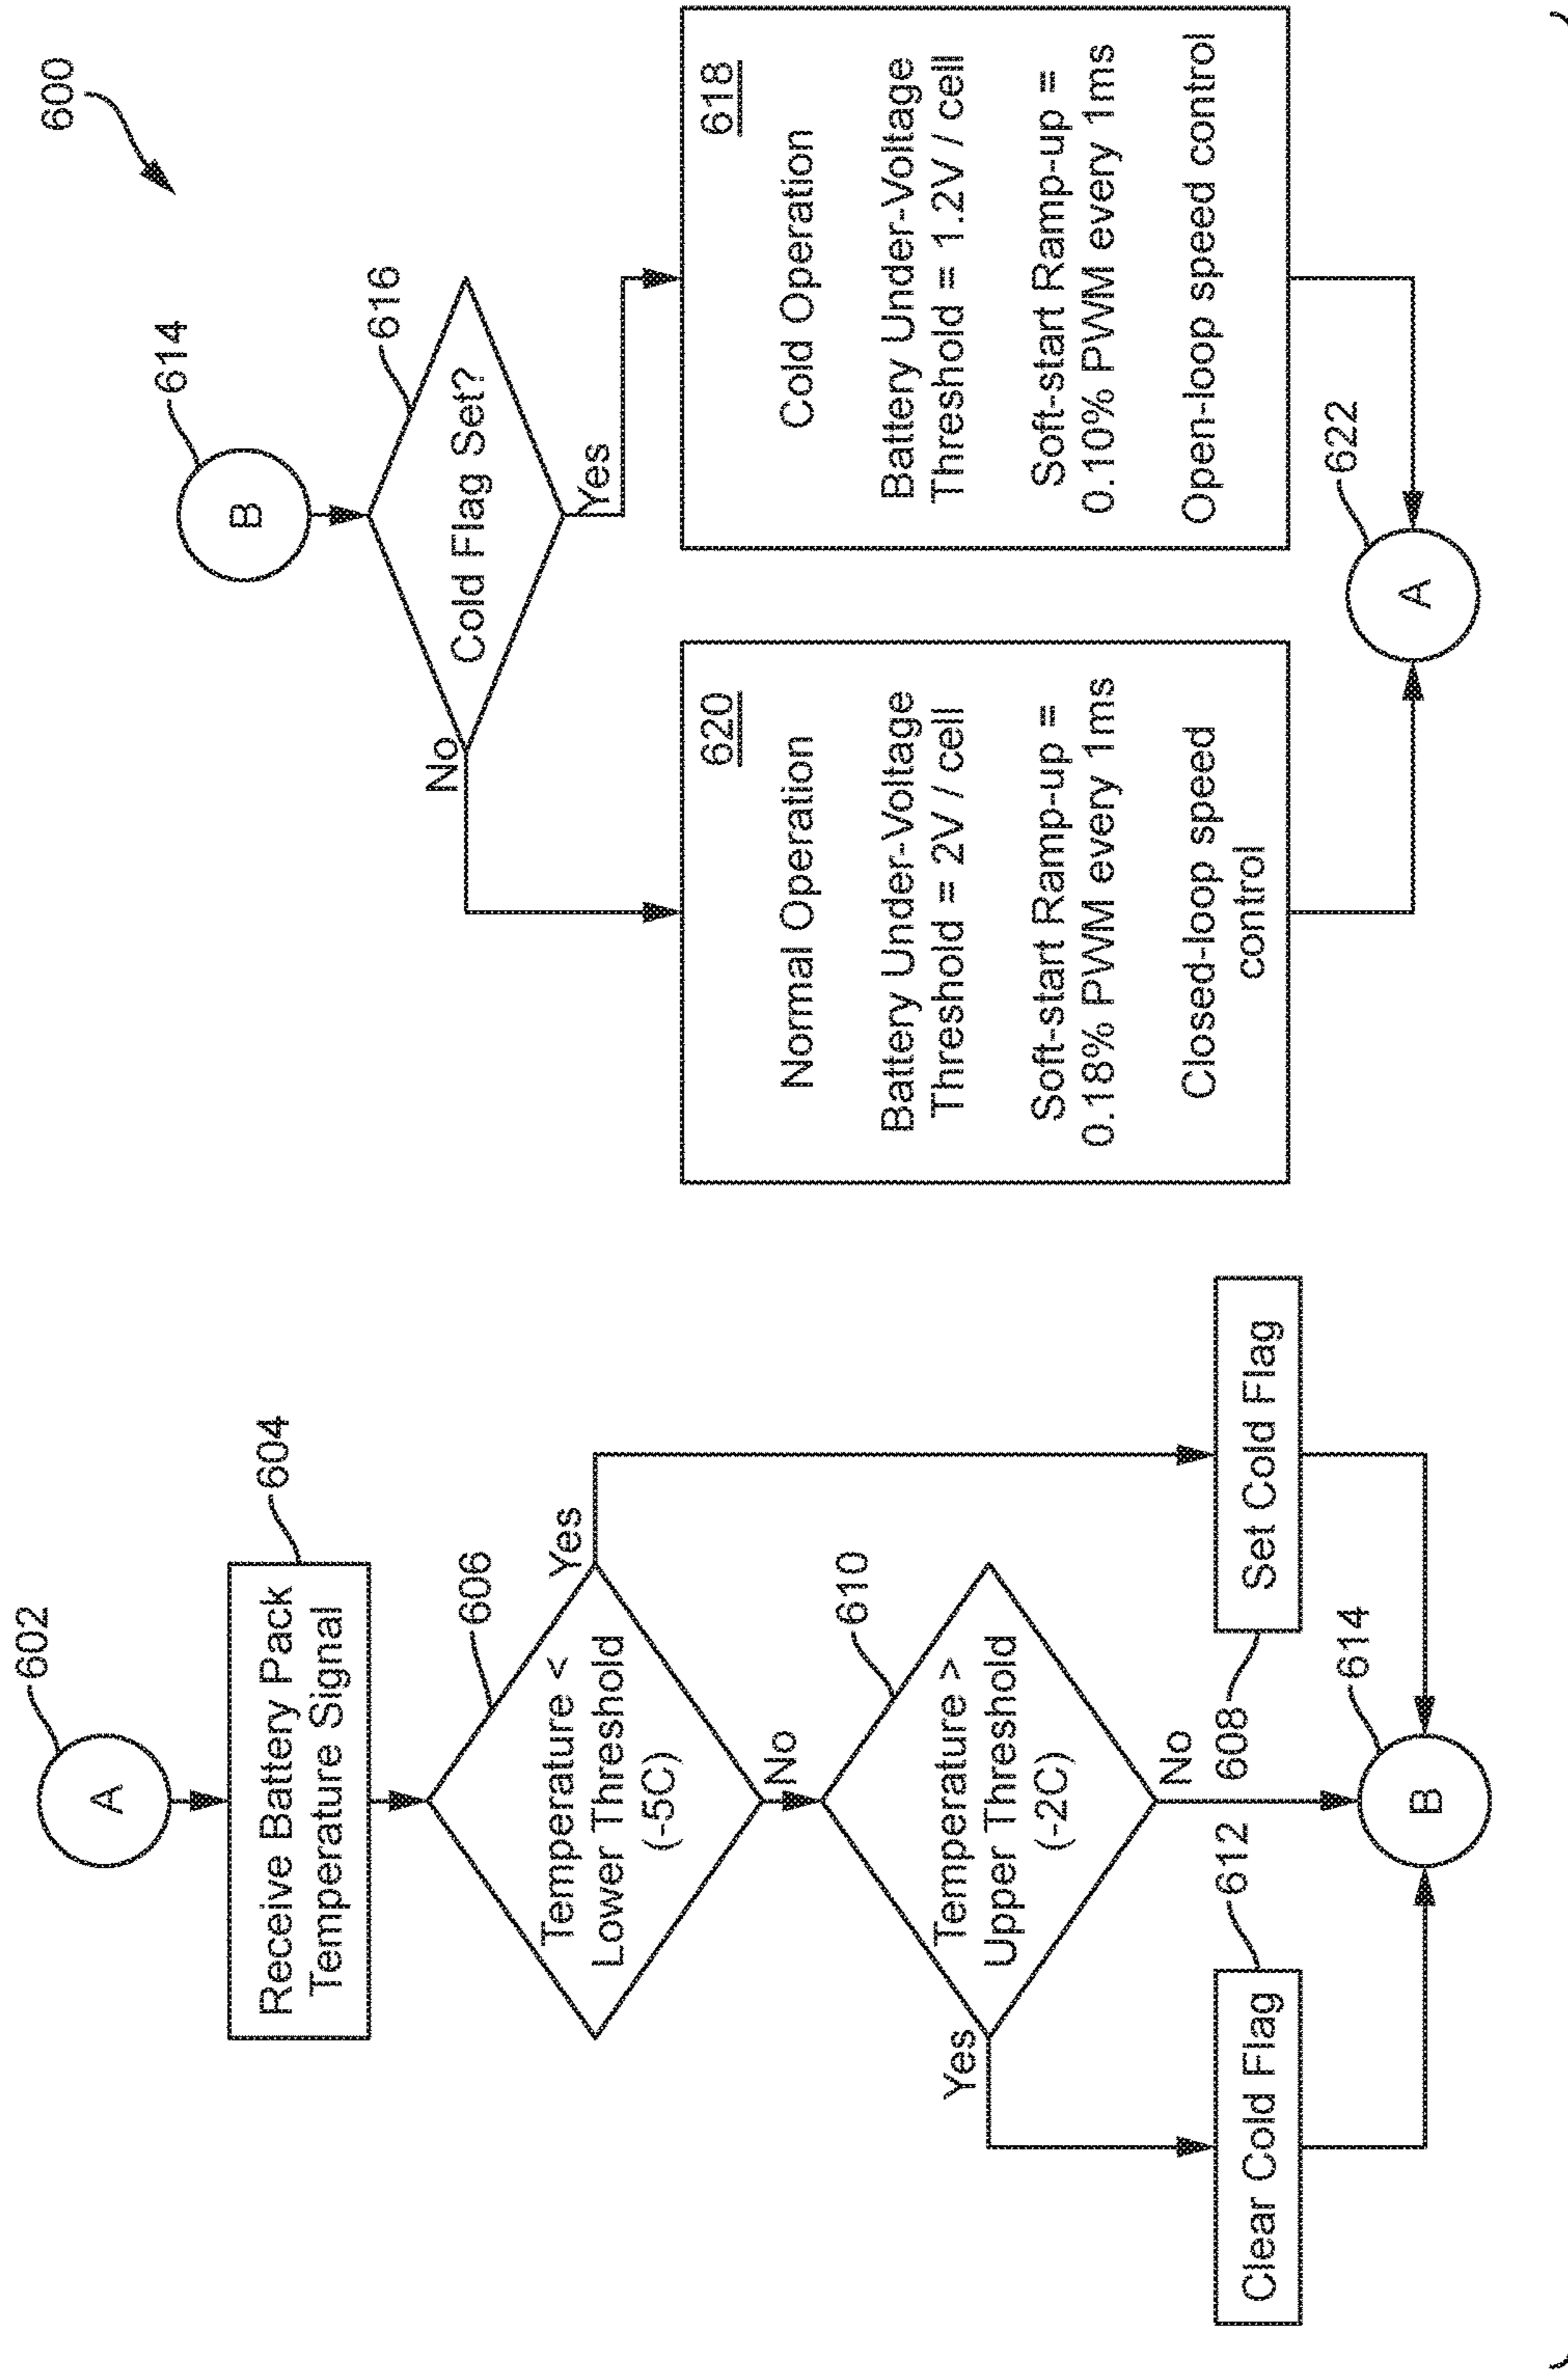 600
A
602
Receive Battery Pack
Temperature Signal
604
Temperature <
Lower Threshold
(-5C)
606
Yes
No
Temperature >
Upper Threshold
(-2C)
610
Yes
No
Clear Cold Flag
612
608
Set Cold Flag
B
614
B
614
Cold Flag Set?
616
No
Yes
620
Normal Operation
Battery Under-Voltage
Threshold = 2V / cell
Soft-start Ramp-up =
0.18% PWM every 1ms
Closed-loop speed
control
618
Cold Operation
Battery Under-Voltage
Threshold = 1.2V / cell
Soft-start Ramp-up =
0.10% PWM every 1ms
Open-loop speed control
A
622